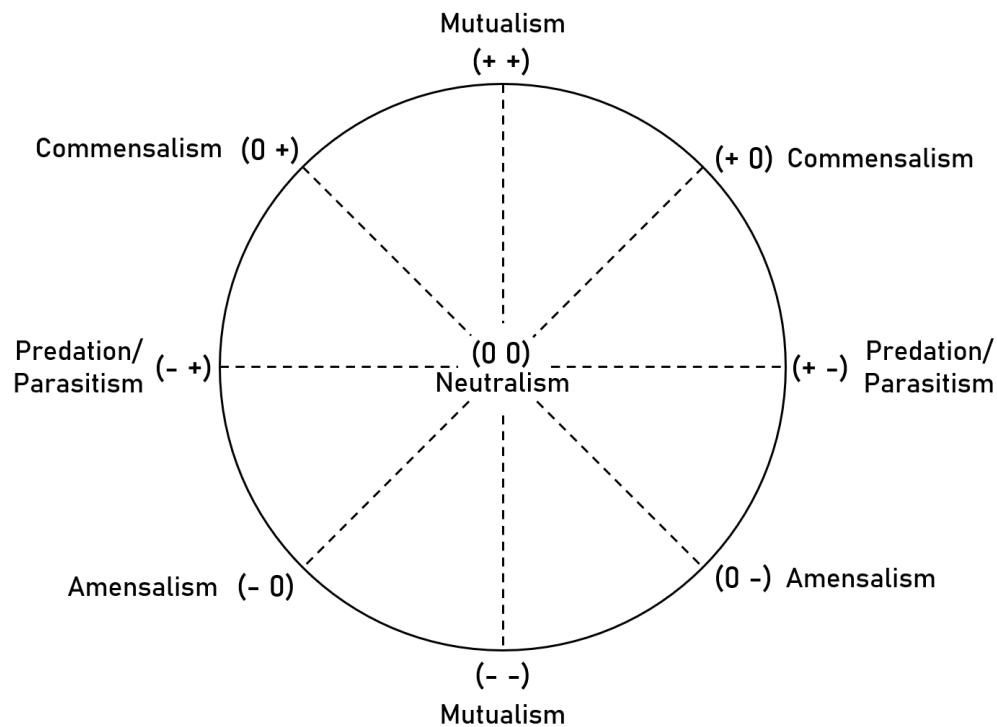 Mutualism
(+ +)
Commensalism (0 +)
(+ 0) Commensalism
Predation/
Parasitism (- +)
(0 0)
Neutralism
(+ -) Predation/
Parasitism
Amensalism (- 0)
(0 -) Amensalism
(- -)
Mutualism